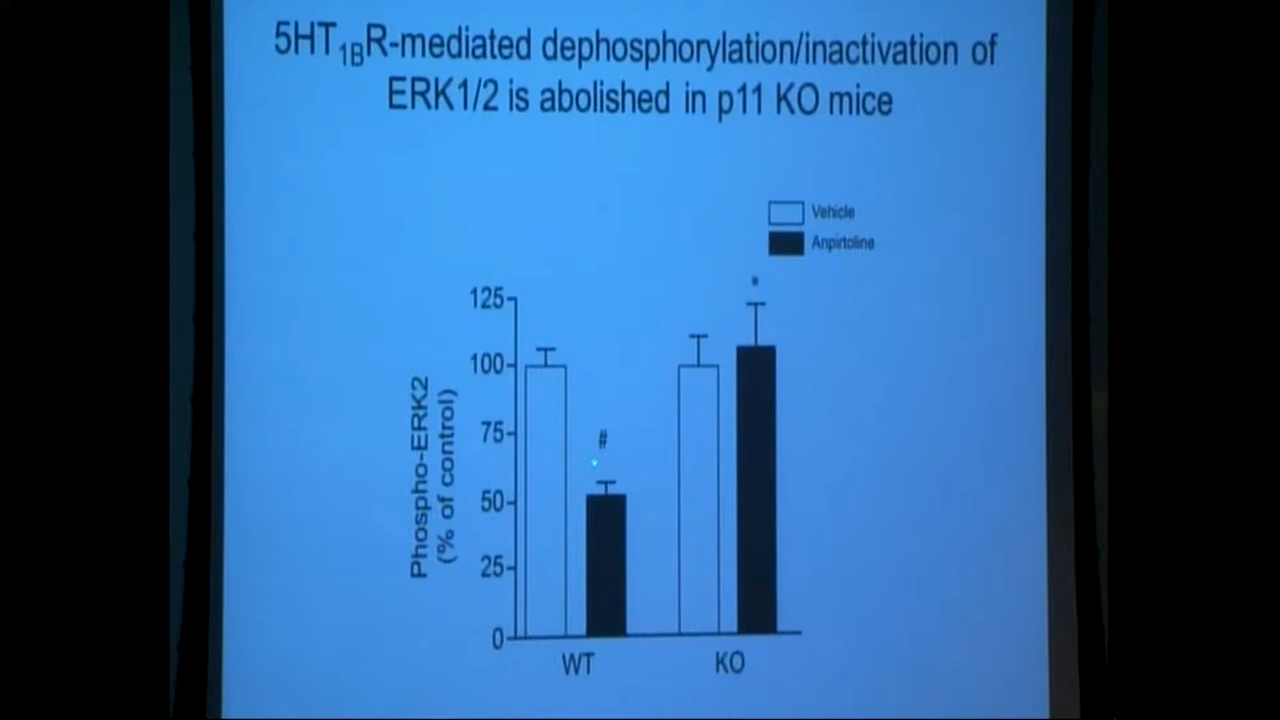 5HT1BR-mediated dephosphorylation/inactivation of
ERK1/2 is abolished in p11 KO mice
Vehicle
Anpirtoline
*
125
100
75
#
50
25
0
Phospho-ERK2
(% of control)
WT
KO